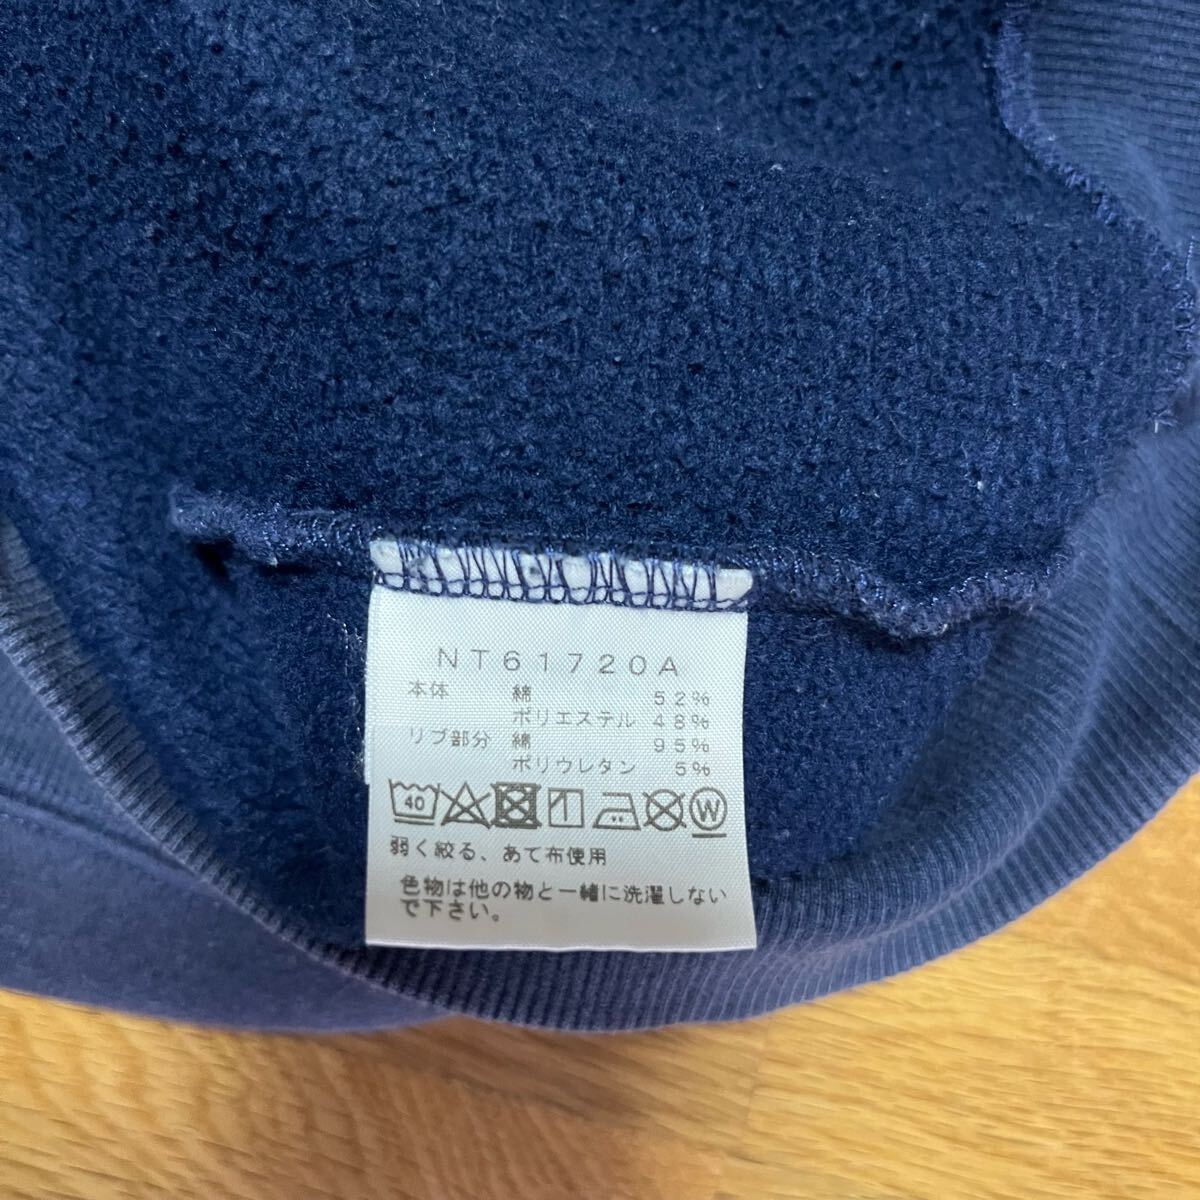 NT61720A
本体 綿 52%
ポリエステル 48%
リブ部分 綿 95%
ポリウレタン 5%
40 W
弱く絞る、あて布使用
色物は他の物と一緒に洗濯しない
で下さい。